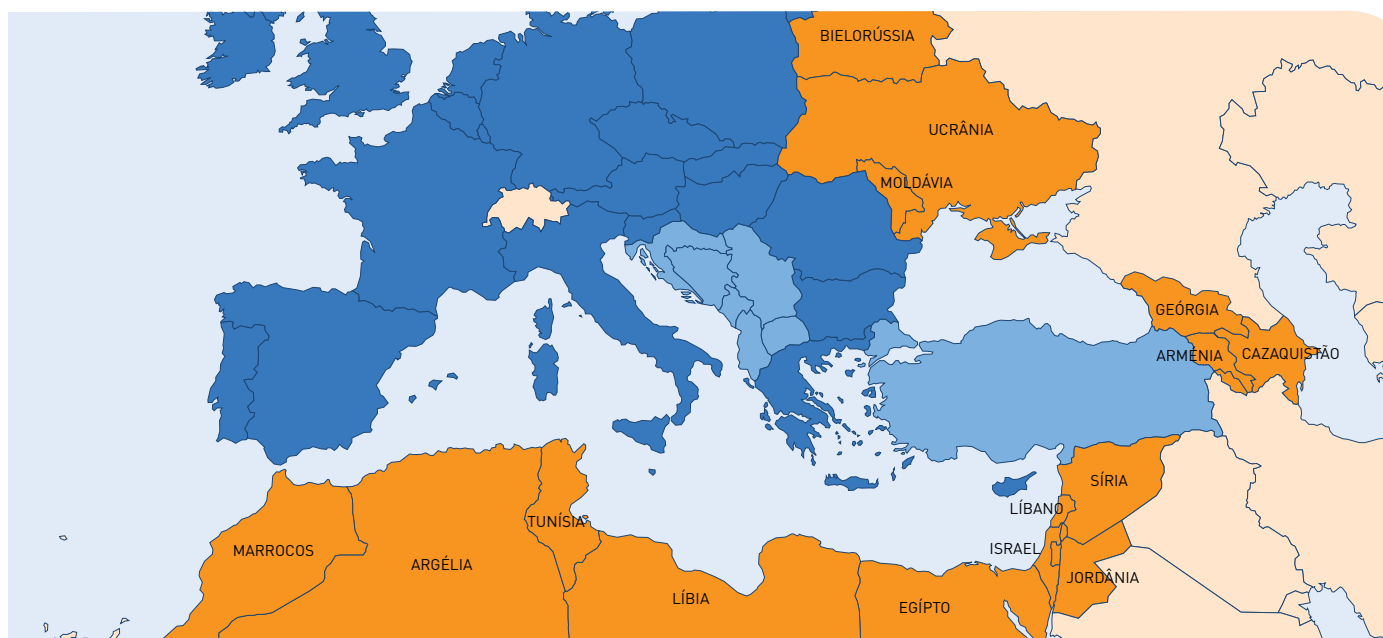 BIELORÚSSIA
UCRÂNIA
MOLDÁVIA
GEÓRGIA
ARMÉNIA
CAZAQUISTÃO
SÍRIA
LÍBANO
TUNÍSIA
MARROCOS
ISRAEL
ARGÉLIA
JORDÂNIA
LÍBIA
EGÍPTO